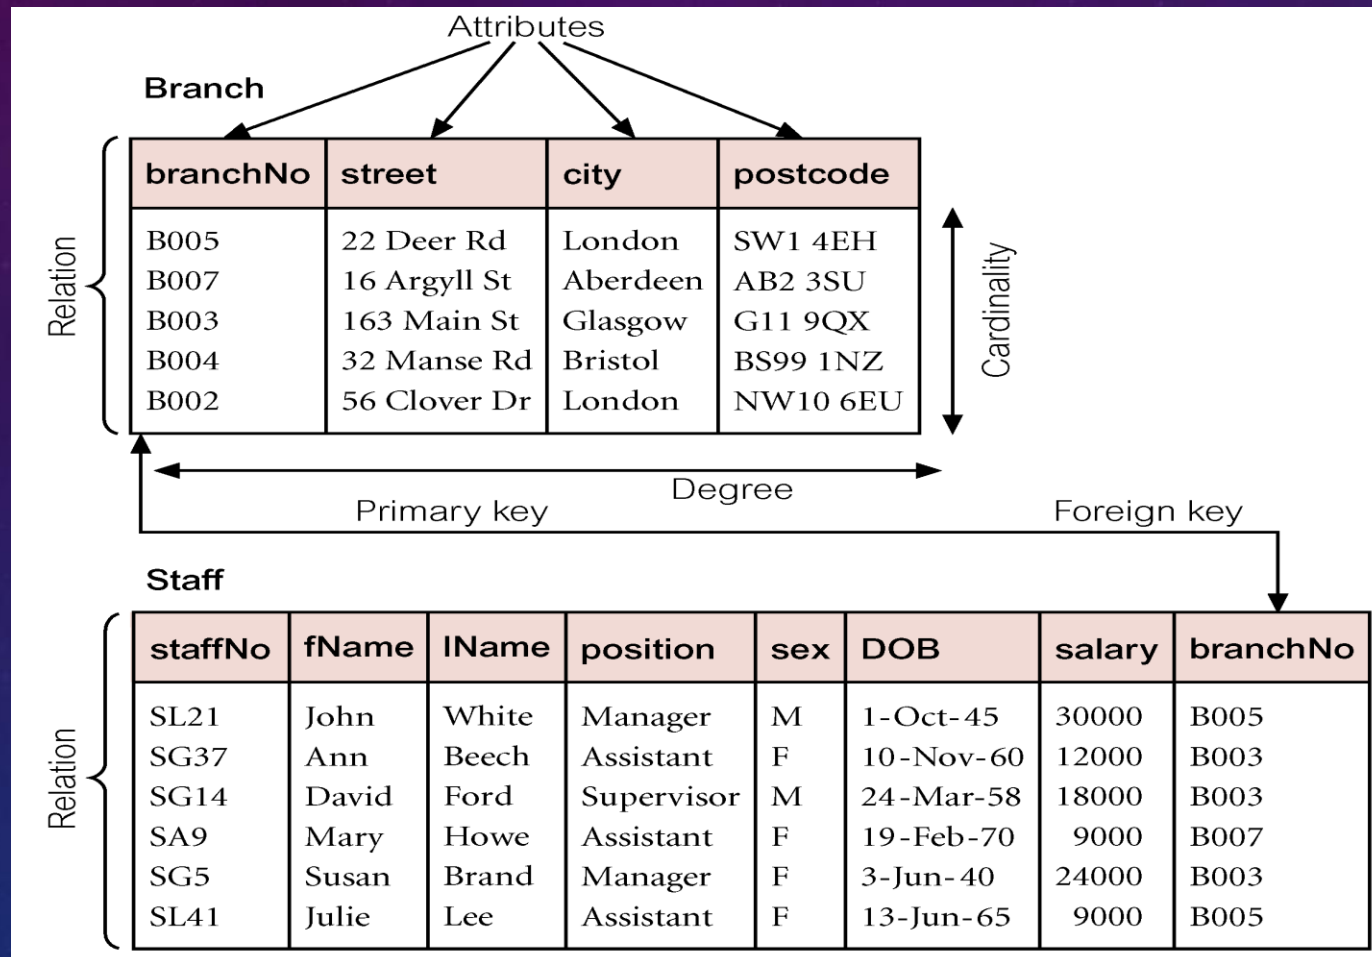 Attributes
Branch
branchNo street city postcode
B005 22 Deer Rd London SW1 4EH
B007 16 Argyll St Aberdeen AB2 3SU
B003 163 Main St Glasgow G11 9QX
B004 32 Manse Rd Bristol BS99 1NZ
B002 56 Clover Dr London NW10 6EU
Relation
Cardinality
Degree
Primary key Foreign key
Staff
staffNo fName lName position sex DOB salary branchNo
SL21 John White Manager M 1-Oct-45 30000 B005
SG37 Ann Beech Assistant F 10-Nov-60 12000 B003
SG14 David Ford Supervisor M 24-Mar-58 18000 B003
SA9 Mary Howe Assistant F 19-Feb-70 9000 B007
SG5 Susan Brand Manager F 3-Jun-40 24000 B003
SL41 Julie Lee Assistant F 13-Jun-65 9000 B005
Relation